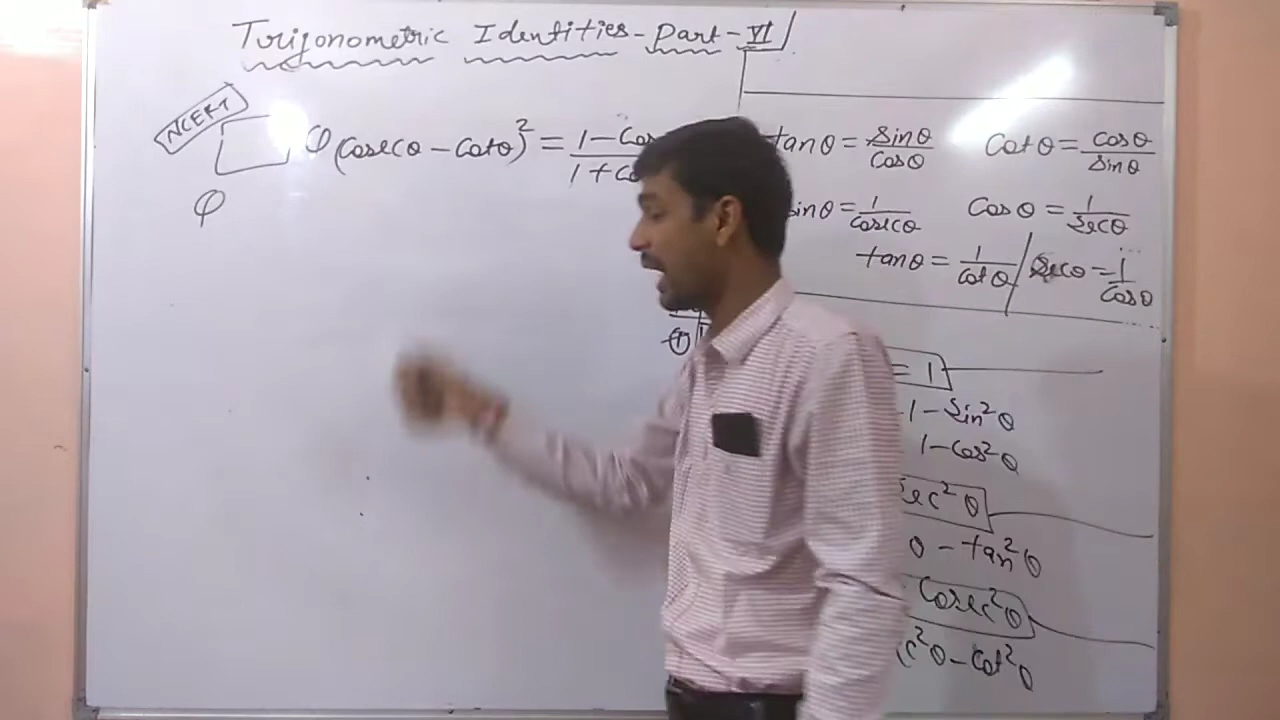 Trigonometric Identities - Part - VI
NCERT
φ (cosecθ - cotθ)² = 1 - Cos / 1 + Co
φ
tanθ = Sinθ / Cosθ
Cotθ = Cosθ / Sinθ
Sinθ = 1 / Cosecθ
Cosθ = 1 / Secθ
tanθ = 1 / Cotθ / Secθ = 1 / Cosθ
①
= 1
1 - Sin²θ
1 - Cos²θ
Sec²θ
θ - tan²θ
Cosec²θ
c²θ - Cot²θ